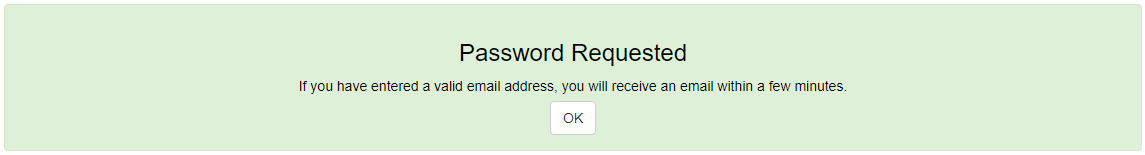 Password Requested
If you have entered a valid email address, you will receive an email within a few minutes.
OK